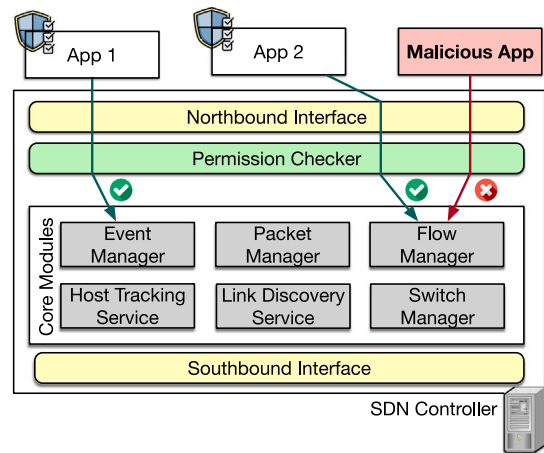 App 1
App 2
Malicious App
Northbound Interface
Permission Checker
Core Modules
Event
Manager
Packet
Manager
Flow
Manager
Host Tracking
Service
Link Discovery
Service
Switch
Manager
Southbound Interface
SDN Controller